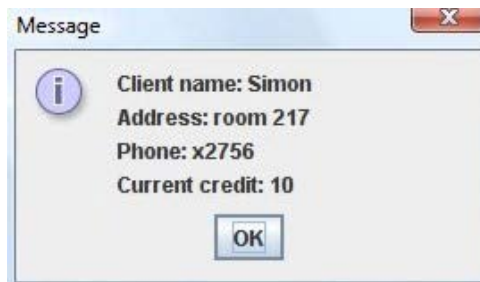 Message
Client name: Simon
Address: room 217
Phone: x2756
Current credit: 10
OK